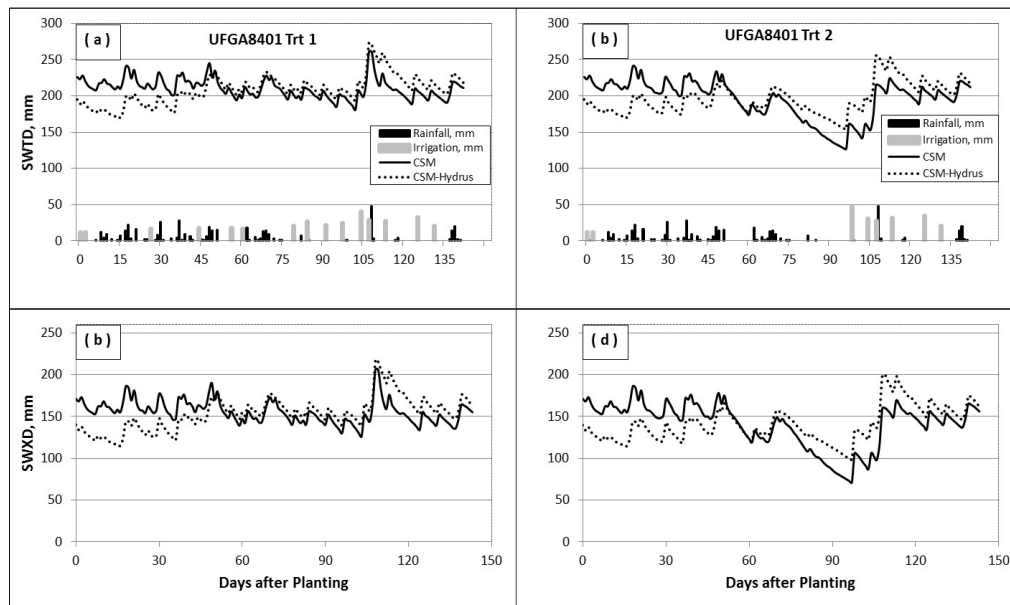 ( a )
UFGA8401 Trt 1
SWTD, mm
300
250
200
150
100
50
0
Rainfall, mm
Irrigation, mm
CSM
CSM-Hydrus
0 15 30 45 60 75 90 105 120 135
( b )
UFGA8401 Trt 2
300
250
200
150
100
50
0
Rainfall, mm
Irrigation, mm
CSM
CSM-Hydrus
0 15 30 45 60 75 90 105 120 135
( b )
SWXD, mm
250
200
150
100
50
0
0 30 60 90 120 150
Days after Planting
( d )
250
200
150
100
50
0
0 30 60 90 120 150
Days after Planting